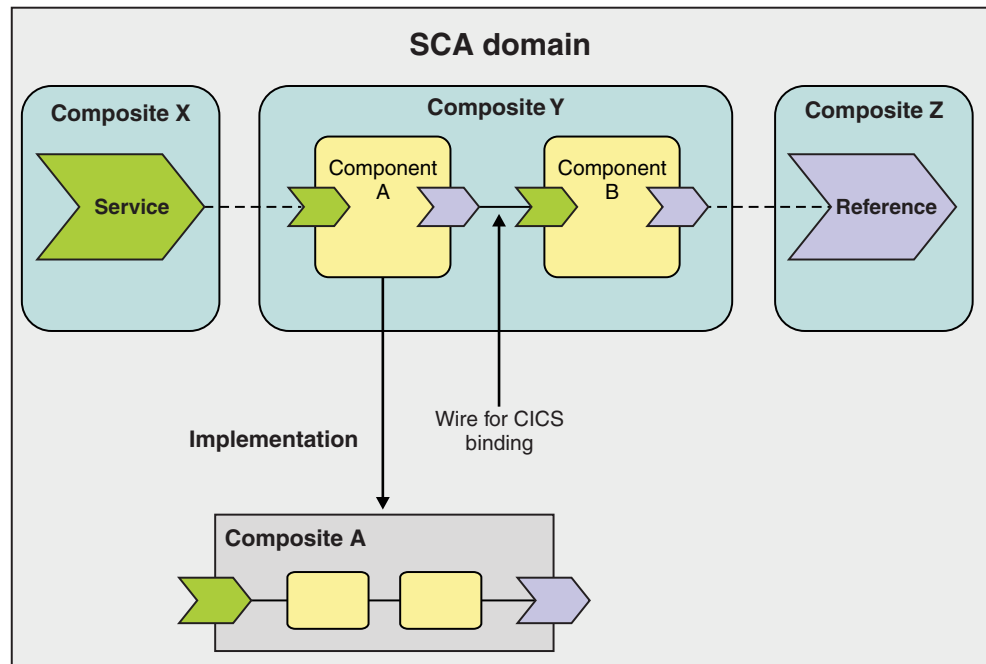 SCA domain
Composite X
Composite Y
Composite Z
Service
Component
A
Component
B
Reference
Implementation
Wire for CICS
binding
Composite A